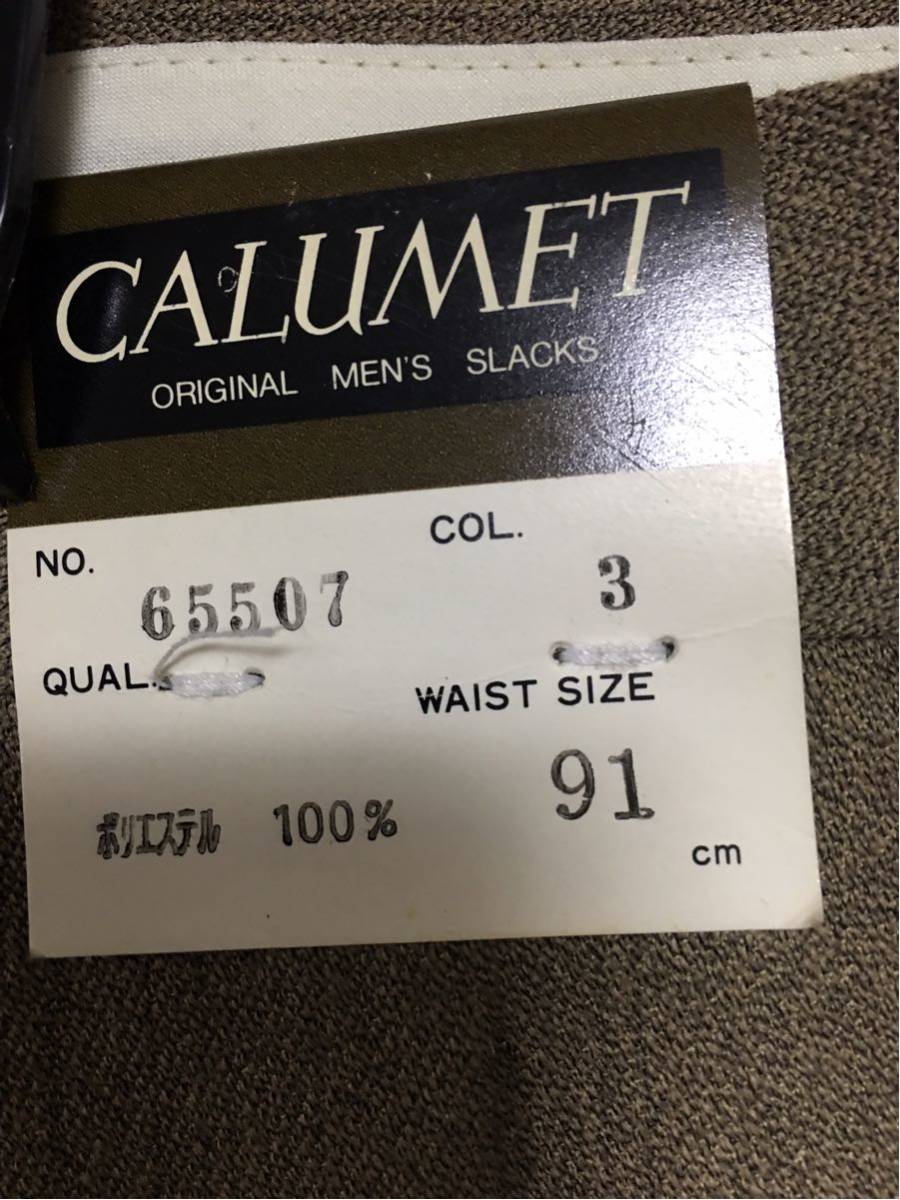 CALUMET
ORIGINAL MEN'S SLACKS
NO. 65507
COL. 3
QUAL.
ポリエステル 100%
WAIST SIZE
91 cm